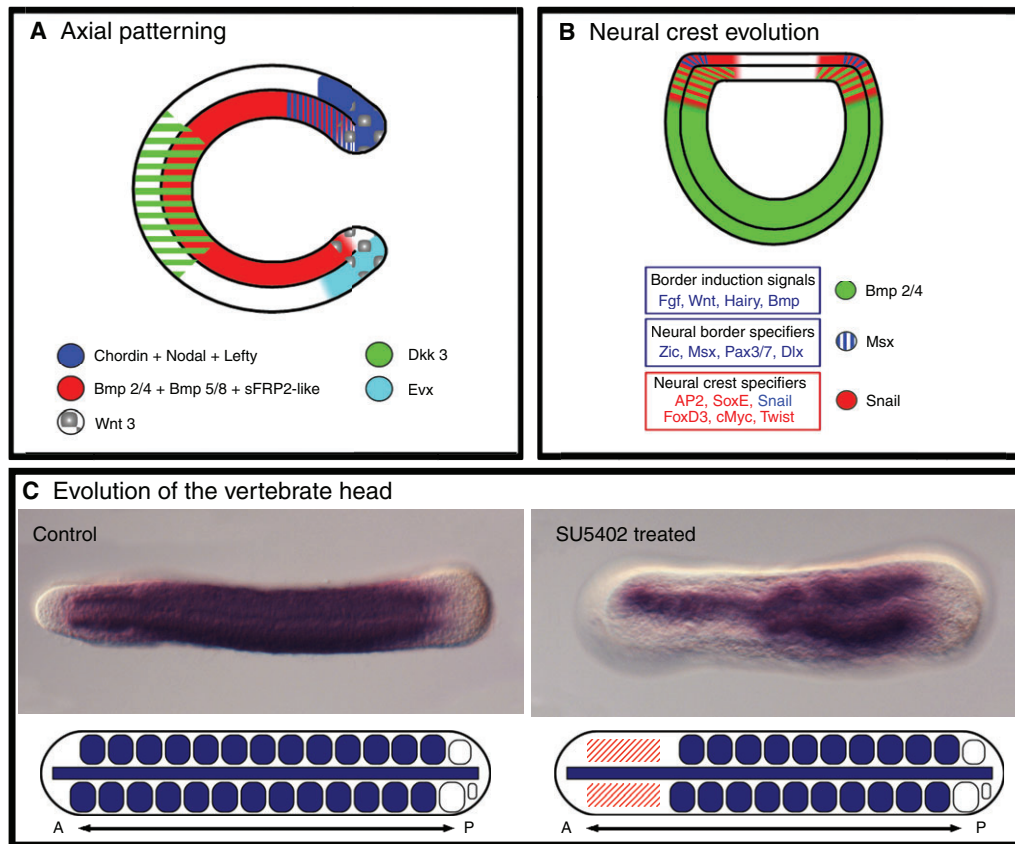 A Axial patterning
Chordin + Nodal + Lefty
Bmp 2/4 + Bmp 5/8 + sFRP2-like
Wnt 3
Dkk 3
Evx
B Neural crest evolution
Border induction signals
Fgf, Wnt, Hairy, Bmp
Neural border specifiers
Zic, Msx, Pax3/7, Dlx
Neural crest specifiers
AP2, SoxE, Snail
FoxD3, cMyc, Twist
Bmp 2/4
Msx
Snail
C Evolution of the vertebrate head
Control
SU5402 treated
A P
A P